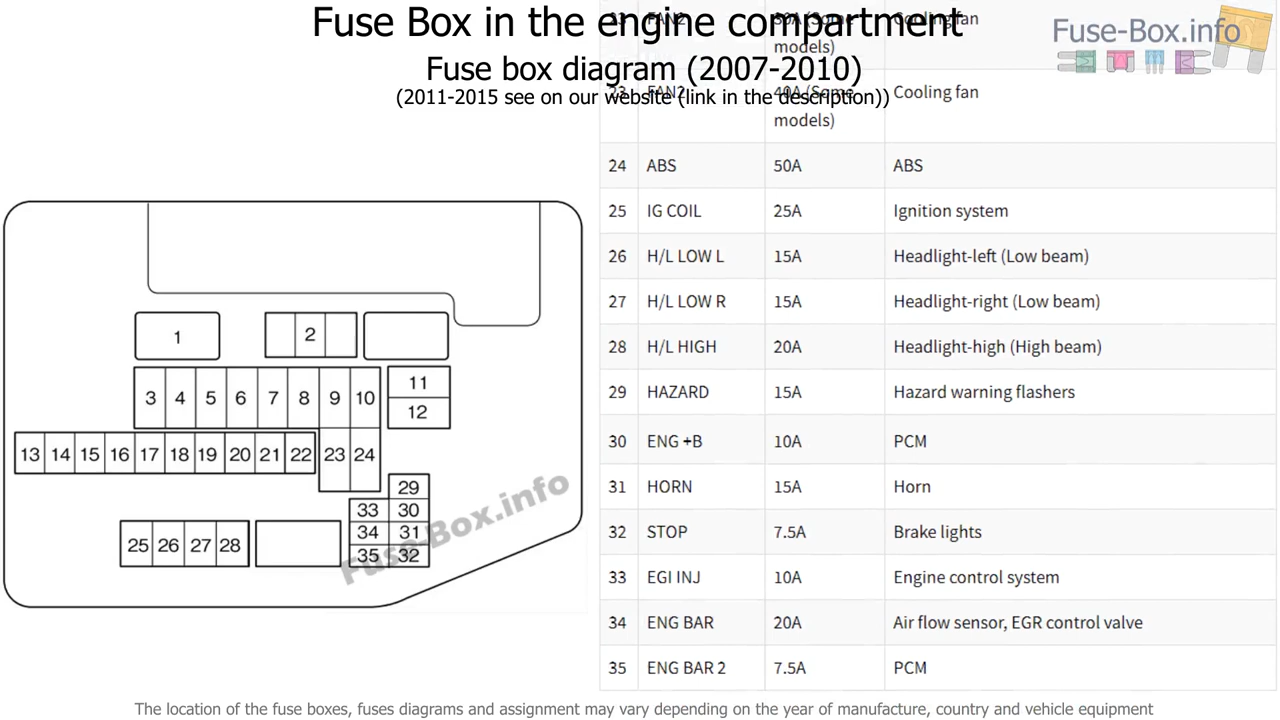 Fuse Box in the engine compartment
Fuse box diagram (2007-2010)
(2011-2015 see on our website (link in the description))
Fuse-Box.info
23 FAN2 30A (Some models) Cooling fan
23 FAN2 40A (Some models) Cooling fan
24 ABS 50A ABS
25 IG COIL 25A Ignition system
26 H/L LOW L 15A Headlight-left (Low beam)
27 H/L LOW R 15A Headlight-right (Low beam)
28 H/L HIGH 20A Headlight-high (High beam)
29 HAZARD 15A Hazard warning flashers
30 ENG +B 10A PCM
31 HORN 15A Horn
32 STOP 7.5A Brake lights
33 EGI INJ 10A Engine control system
34 ENG BAR 20A Air flow sensor, EGR control valve
35 ENG BAR 2 7.5A PCM
1 2
3 4 5 6 7 8 9 10 11
12
13 14 15 16 17 18 19 20 21 22 23 24
29
33 30
34 31
25 26 27 28 35 32
Fuse-Box.info
The location of the fuse boxes, fuses diagrams and assignment may vary depending on the year of manufacture, country and vehicle equipment